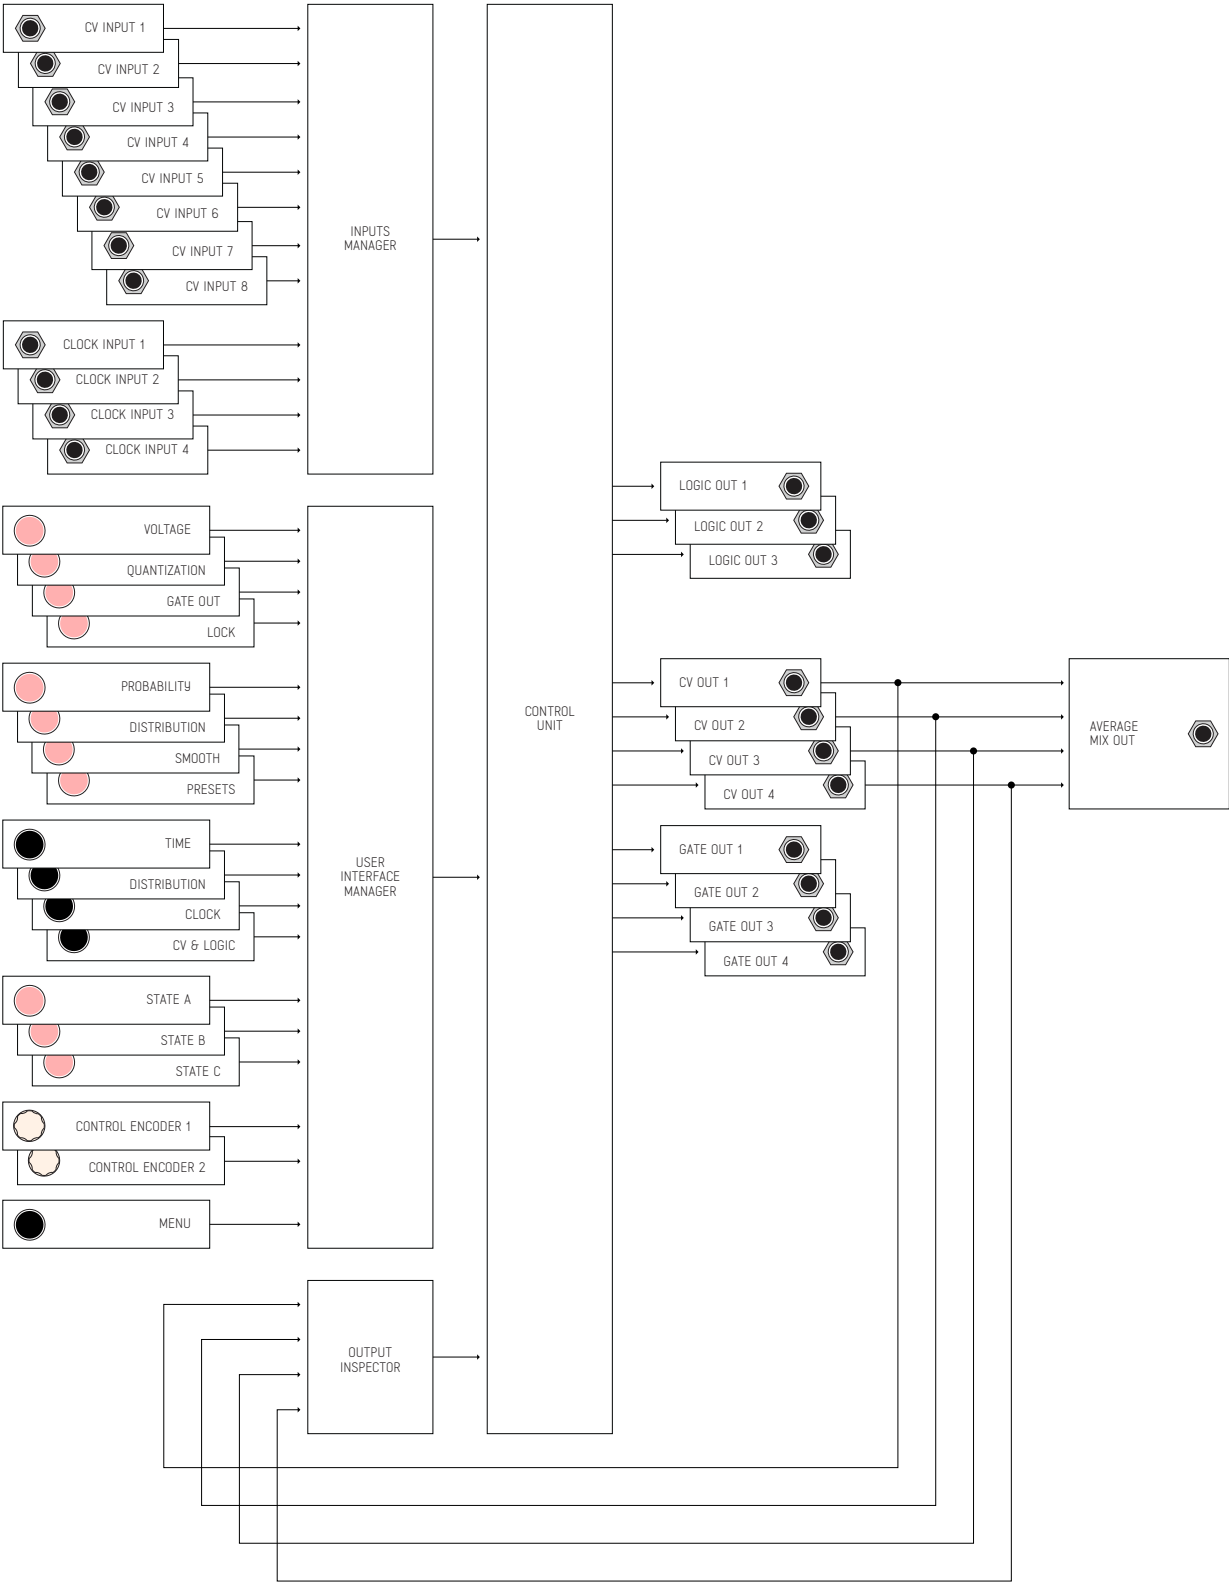 CV INPUT 1
CV INPUT 2
CV INPUT 3
CV INPUT 4
CV INPUT 5
CV INPUT 6
CV INPUT 7
CV INPUT 8
CLOCK INPUT 1
CLOCK INPUT 2
CLOCK INPUT 3
CLOCK INPUT 4
INPUTS
MANAGER
VOLTAGE
QUANTIZATION
GATE OUT
LOCK
PROBABILITY
DISTRIBUTION
SMOOTH
PRESETS
TIME
DISTRIBUTION
CLOCK
CV & LOGIC
STATE A
STATE B
STATE C
CONTROL ENCODER 1
CONTROL ENCODER 2
MENU
USER
INTERFACE
MANAGER
OUTPUT
INSPECTOR
CONTROL
UNIT
LOGIC OUT 1
LOGIC OUT 2
LOGIC OUT 3
CV OUT 1
CV OUT 2
CV OUT 3
CV OUT 4
GATE OUT 1
GATE OUT 2
GATE OUT 3
GATE OUT 4
AVERAGE
MIX OUT